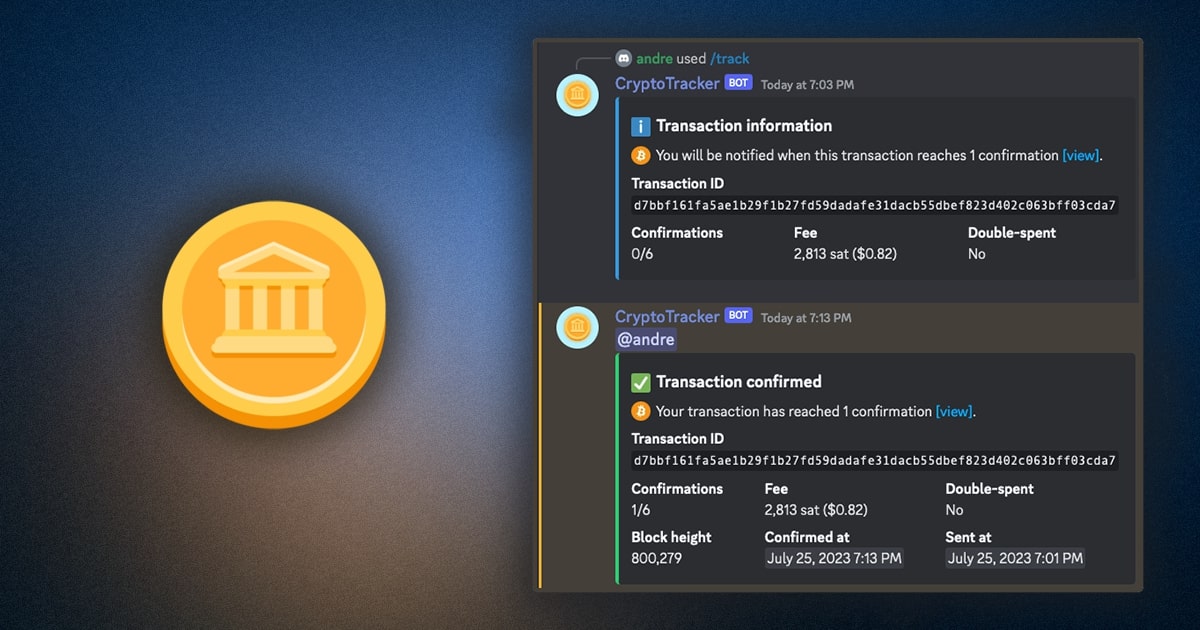 andre used /track
CryptoTracker BOT Today at 7:03 PM
Transaction information
You will be notified when this transaction reaches 1 confirmation [view].
Transaction ID
d7bbf161fa5ae1b29f1b27fd59dadafe31dacb55dbef823d402c063bff03cda7
Confirmations Fee Double-spent
0/6 2,813 sat ($0.82) No
CryptoTracker BOT Today at 7:13 PM
@andre
Transaction confirmed
Your transaction has reached 1 confirmation [view].
Transaction ID
d7bbf161fa5ae1b29f1b27fd59dadafe31dacb55dbef823d402c063bff03cda7
Confirmations Fee Double-spent
1/6 2,813 sat ($0.82) No
Block height Confirmed at Sent at
800,279 July 25, 2023 7:13 PM July 25, 2023 7:01 PM